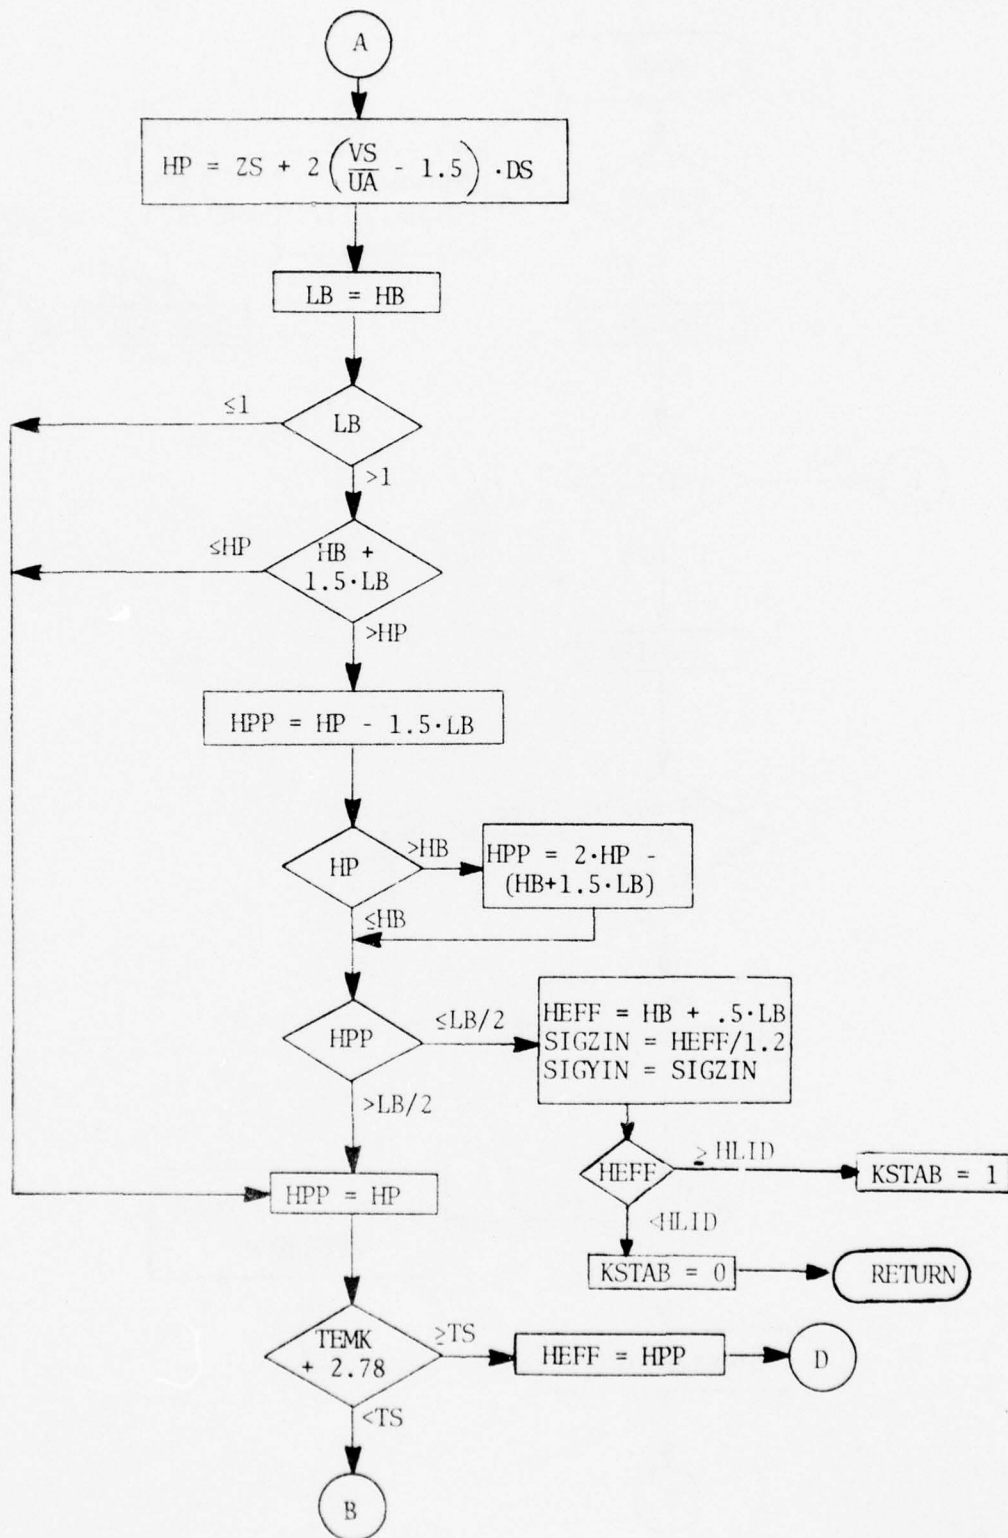 A
HP = ZS + 2 (VS/UA - 1.5) ·DS
LB = HB
≤1
LB
>1
≤HP
HB +
1.5·LB
>HP
HPP = HP - 1.5·LB
HP
>HB
HPP = 2·HP -
(HB+1.5·LB)
≤HB
HPP
≤LB/2
HEFF = HB + .5·LB
SIGZIN = HEFF/1.2
SIGYIN = SIGZIN
>LB/2
HEFF
≥HLID
KSTAB = 1
HPP = HP
<HLID
KSTAB = 0
RETURN
TEMK
+ 2.78
≥TS
HEFF = HPP
D
<TS
B